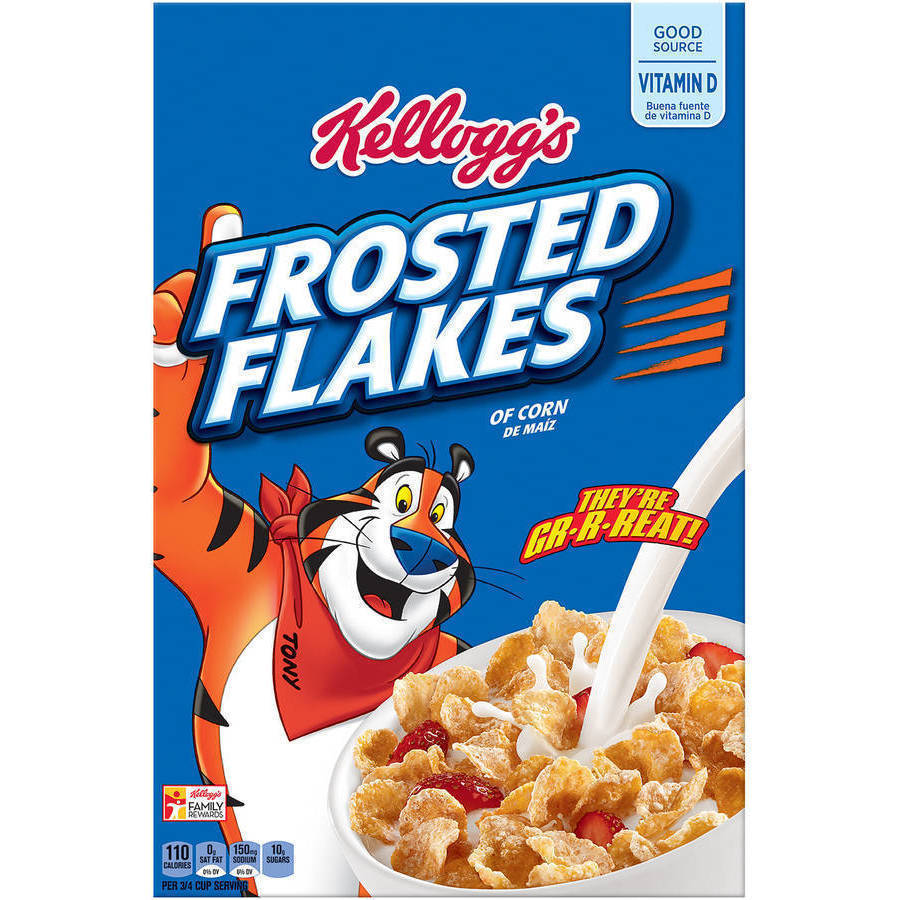 GOOD
SOURCE
VITAMIN D
Buena fuente
de vitamina D
Kellogg's
FROSTED
FLAKES
OF CORN
DE MAÍZ
THEY'RE
GR-R-REAT!
TONY
Kellogg's
FAMILY
REWARDS
110
CALORIES
0g
SAT FAT
0% DV
150mg
SODIUM
6% DV
10g
SUGARS
PER 3/4 CUP SERVING